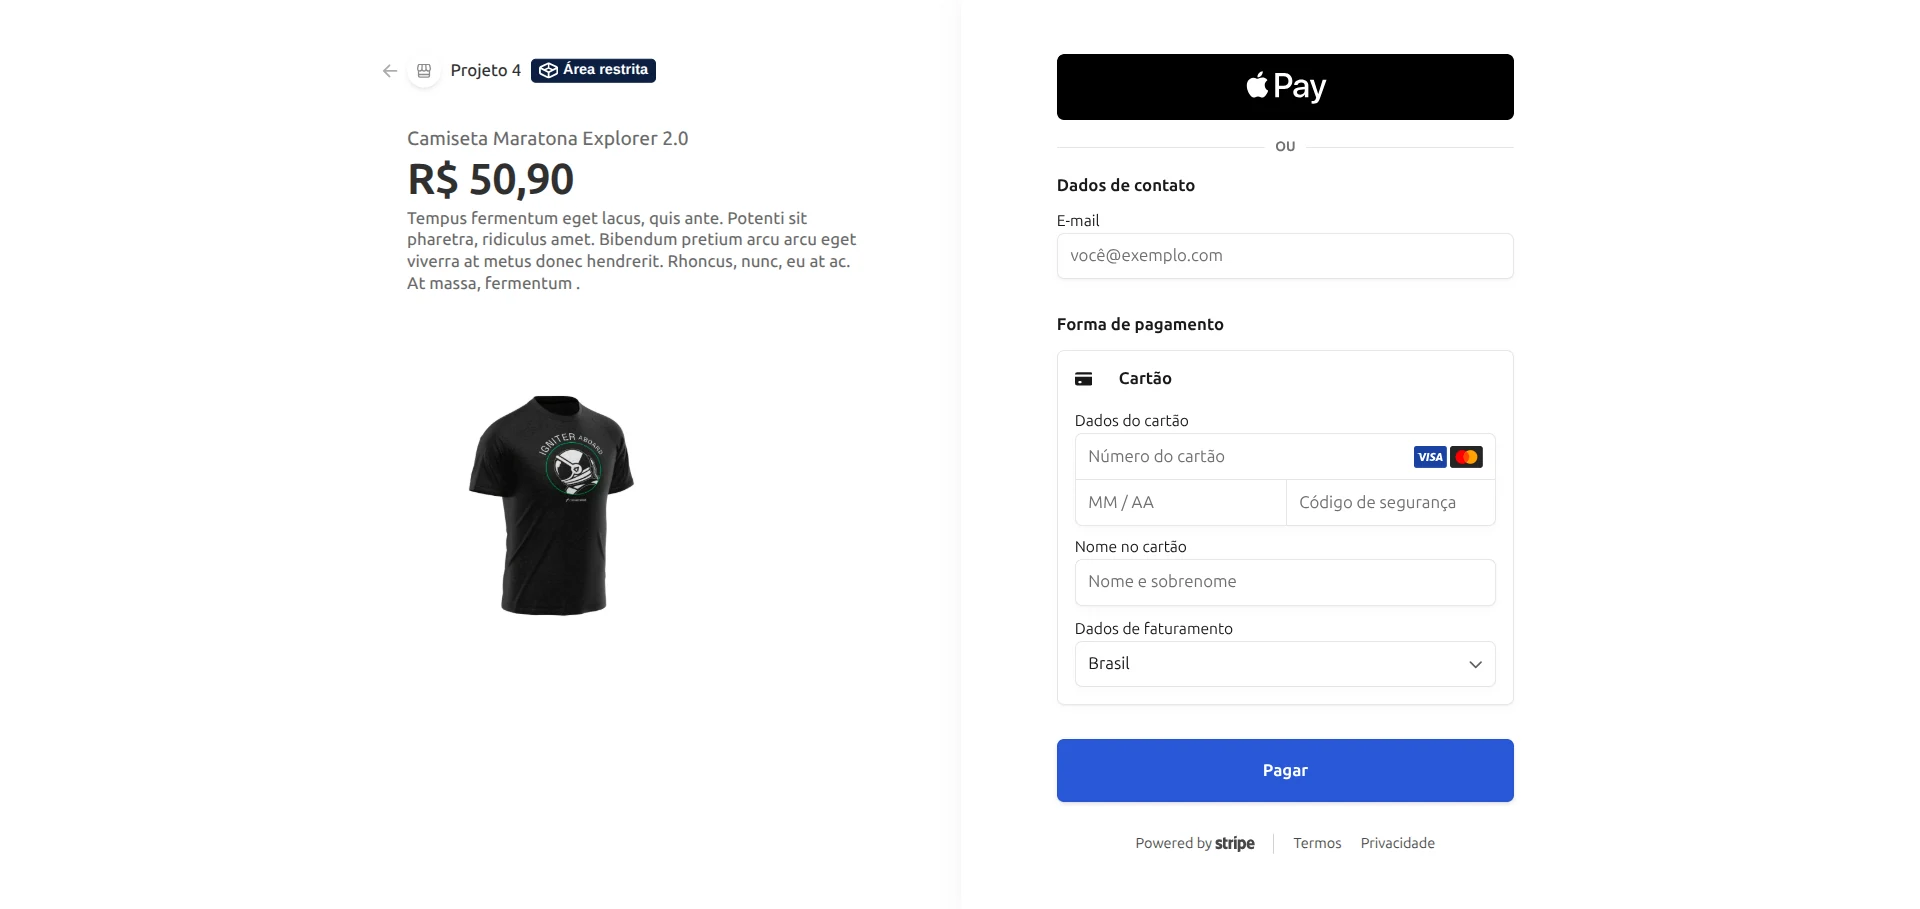 Projeto 4 Área restrita
Camiseta Maratona Explorer 2.0
R$ 50,90
Tempus fermentum eget lacus, quis ante. Potenti sit
pharetra, ridiculus amet. Bibendum pretium arcu arcu eget
viverra at metus donec hendrerit. Rhoncus, nunc, eu at ac.
At massa, fermentum .
IGNITER ABOARD
Pay
OU
Dados de contato
E-mail
você@exemplo.com
Forma de pagamento
Cartão
Dados do cartão
Número do cartão VISA
MM / AA Código de segurança
Nome no cartão
Nome e sobrenome
Dados de faturamento
Brasil
Pagar
Powered by stripe Termos Privacidade